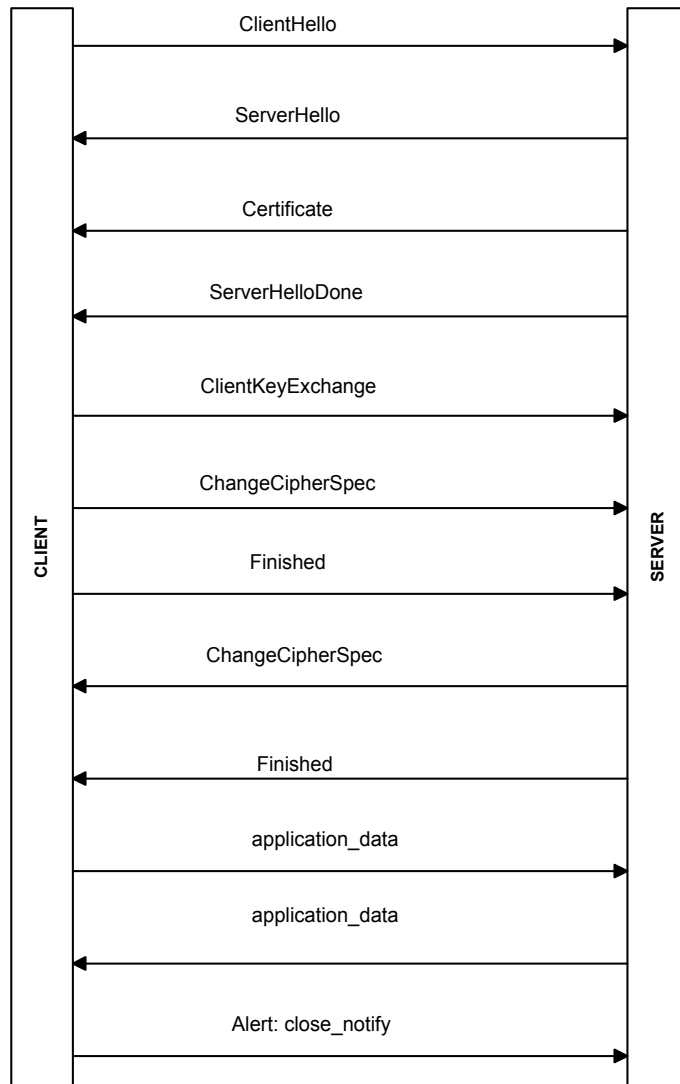 ClientHello
ServerHello
Certificate
ServerHelloDone
ClientKeyExchange
ChangeCipherSpec
CLIENT
SERVER
Finished
ChangeCipherSpec
Finished
application_data
application_data
Alert: close_notify